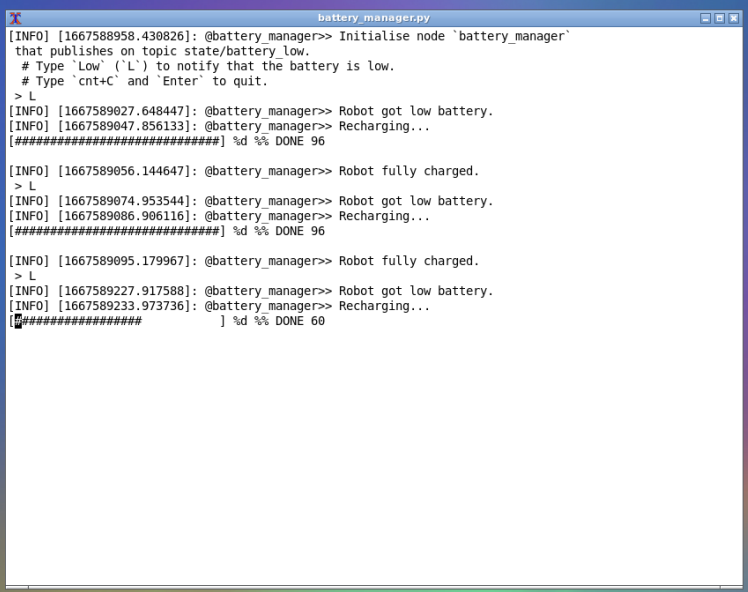 battery_manager.py
[INFO] [1667588958.430826]: @battery_manager>> Initialise node `battery_manager`
 that publishes on topic state/battery_low.
  # Type `Low` (`L`) to notify that the battery is low.
  # Type `cnt+C` and `Enter` to quit.
 > L
[INFO] [1667589027.648447]: @battery_manager>> Robot got low battery.
[INFO] [1667589047.856133]: @battery_manager>> Recharging...
[#############################] %d %% DONE 96
[INFO] [1667589056.144647]: @battery_manager>> Robot fully charged.
 > L
[INFO] [1667589074.953544]: @battery_manager>> Robot got low battery.
[INFO] [1667589086.906116]: @battery_manager>> Recharging...
[#############################] %d %% DONE 96
[INFO] [1667589095.179967]: @battery_manager>> Robot fully charged.
 > L
[INFO] [1667589227.917588]: @battery_manager>> Robot got low battery.
[INFO] [1667589233.973736]: @battery_manager>> Recharging...
[##################           ] %d %% DONE 60